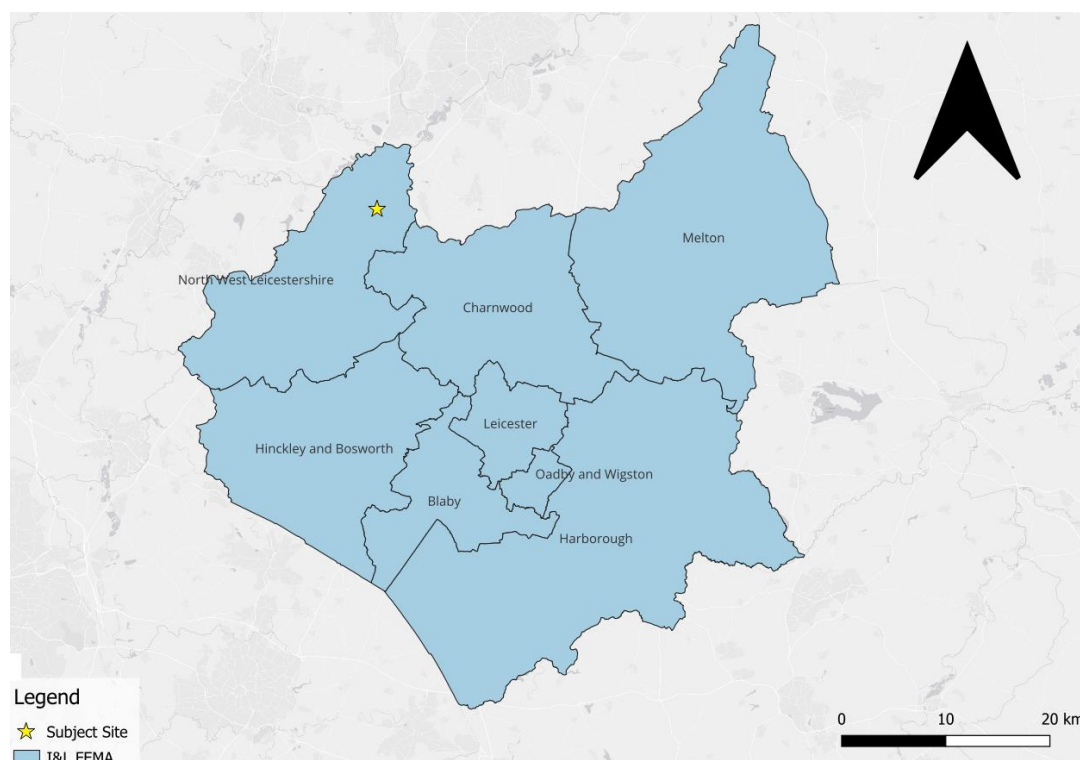 Melton
North West Leicestershire
Charnwood
Leicester
Hinckley and Bosworth
Oadby and Wigston
Blaby
Harborough
Legend
Subject Site
I&L FEMA
0 10 20 km